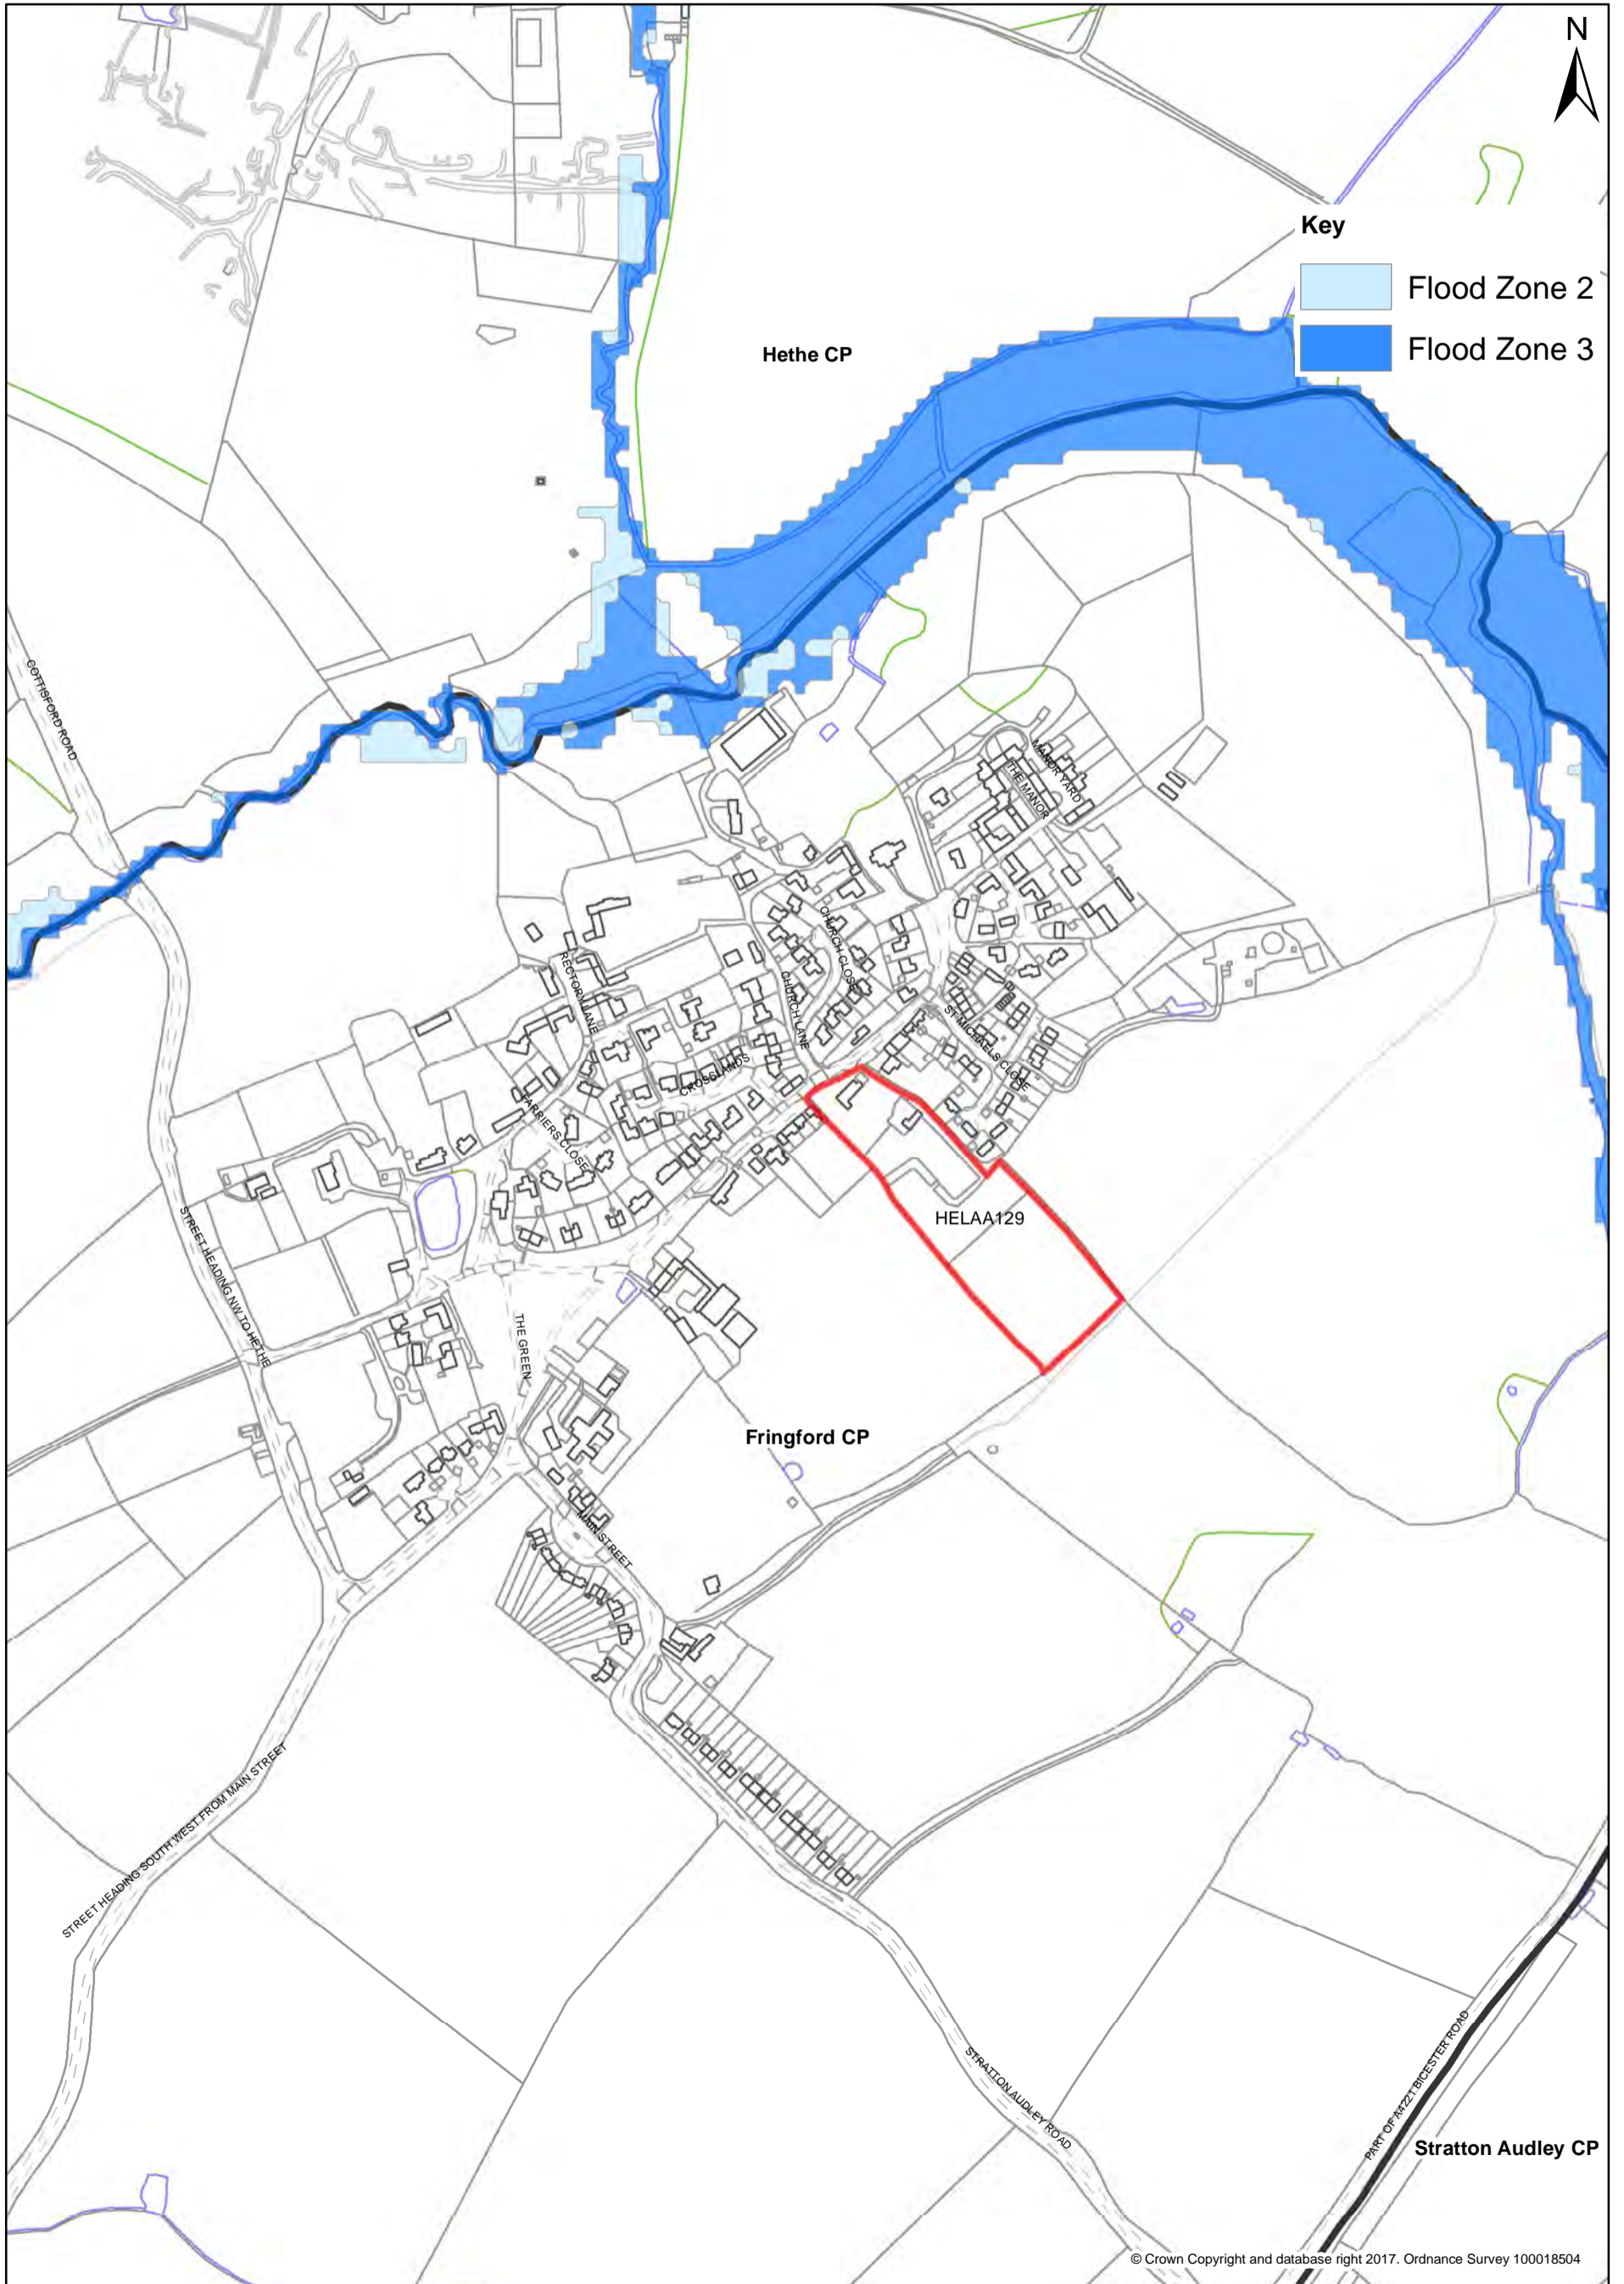 N
Key
Flood Zone 2
Flood Zone 3
Hethe CP
COTTISFORD ROAD
MANOR YARD
THE MANOR
CHURCH CLOSE
RECTORY LANE
CHURCH LANE
ST MICHAELS CLOSE
CROSSLANDS
FARRIERS CLOSE
HELAA129
STREET HEADING NW TO HETHE
THE GREEN
Fringford CP
MAIN STREET
STREET HEADING SOUTH WEST FROM MAIN STREET
STRATTON AUDLEY ROAD
PART OF A4221 BICESTER ROAD
Stratton Audley CP
© Crown Copyright and database right 2017. Ordnance Survey 100018504